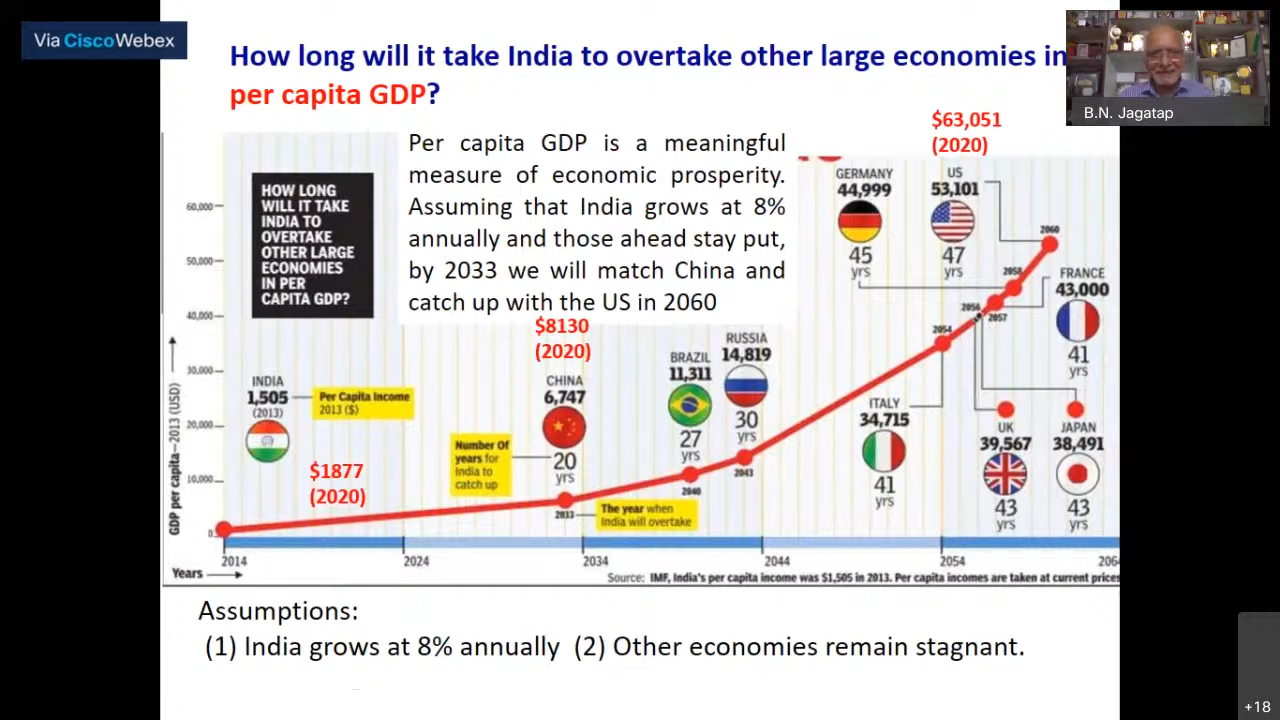 Via CiscoWebex
How long will it take India to overtake other large economies in
per capita GDP?
B.N. Jagatap
$63,051
(2020)
Per capita GDP is a meaningful
measure of economic prosperity.
Assuming that India grows at 8%
annually and those ahead stay put,
by 2033 we will match China and
catch up with the US in 2060
HOW LONG
WILL IT TAKE
INDIA TO
OVERTAKE
OTHER LARGE
ECONOMIES
IN PER
CAPITA GDP?
GDP per capita—2013 (USD)
60,000
50,000
40,000
30,000
20,000
10,000
0
INDIA
1,505
(2013)
Per Capita income
2013 ($)
$1877
(2020)
$8130
(2020)
CHINA
6,747
20
yrs
Number Of
years for
India to
catch up
2033
The year when
India will overtake
BRAZIL
11,311
27
yrs
2040
RUSSIA
14,819
30
yrs
2043
ITALY
34,715
41
yrs
2054
GERMANY
44,999
45
yrs
US
53,101
47
yrs
2060
2058
2056
2057
FRANCE
43,000
41
yrs
UK
39,567
43
yrs
JAPAN
38,491
43
yrs
2014
2024
2034
2044
2054
206
Years
Source: IMF, India's per capita income was $1,505 in 2013. Per capita incomes are taken at current prices
Assumptions:
(1) India grows at 8% annually (2) Other economies remain stagnant.
+18